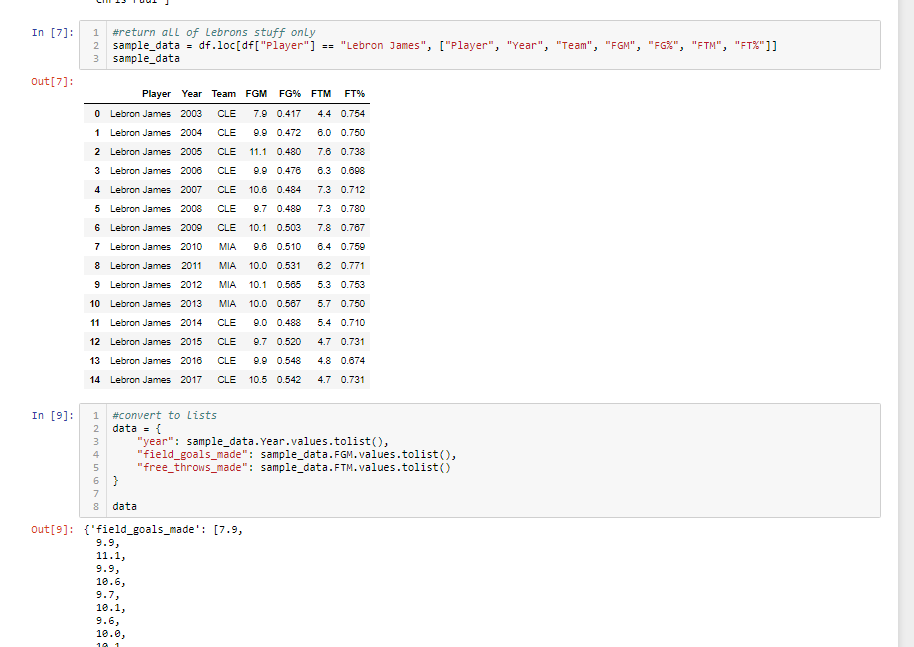 In [7]:
1 #return all of lebrons stuff only
2 sample_data = df.loc[df["Player"] == "Lebron James", ["Player", "Year", "Team", "FGM", "FG%", "FTM", "FT%"]]
3 sample_data
Out[7]:
Player Year Team FGM FG% FTM FT%
0 Lebron James 2003 CLE 7.9 0.417 4.4 0.754
1 Lebron James 2004 CLE 9.9 0.472 6.0 0.750
2 Lebron James 2005 CLE 11.1 0.480 7.6 0.738
3 Lebron James 2006 CLE 9.9 0.476 6.3 0.698
4 Lebron James 2007 CLE 10.6 0.484 7.3 0.712
5 Lebron James 2008 CLE 9.7 0.489 7.3 0.780
6 Lebron James 2009 CLE 10.1 0.503 7.8 0.767
7 Lebron James 2010 MIA 9.6 0.510 6.4 0.759
8 Lebron James 2011 MIA 10.0 0.531 6.2 0.771
9 Lebron James 2012 MIA 10.1 0.565 5.3 0.753
10 Lebron James 2013 MIA 10.0 0.567 5.7 0.750
11 Lebron James 2014 CLE 9.0 0.488 5.4 0.710
12 Lebron James 2015 CLE 9.7 0.520 4.7 0.731
13 Lebron James 2016 CLE 9.9 0.548 4.8 0.674
14 Lebron James 2017 CLE 10.5 0.542 4.7 0.731
In [9]:
1 #convert to lists
2 data = {
3 "year": sample_data.Year.values.tolist(),
4 "field_goals_made": sample_data.FGM.values.tolist(),
5 "free_throws_made": sample_data.FTM.values.tolist()
6 }
7
8 data
Out[9]: {'field_goals_made': [7.9,
9.9,
11.1,
9.9,
10.6,
9.7,
10.1,
9.6,
10.0,
10.1